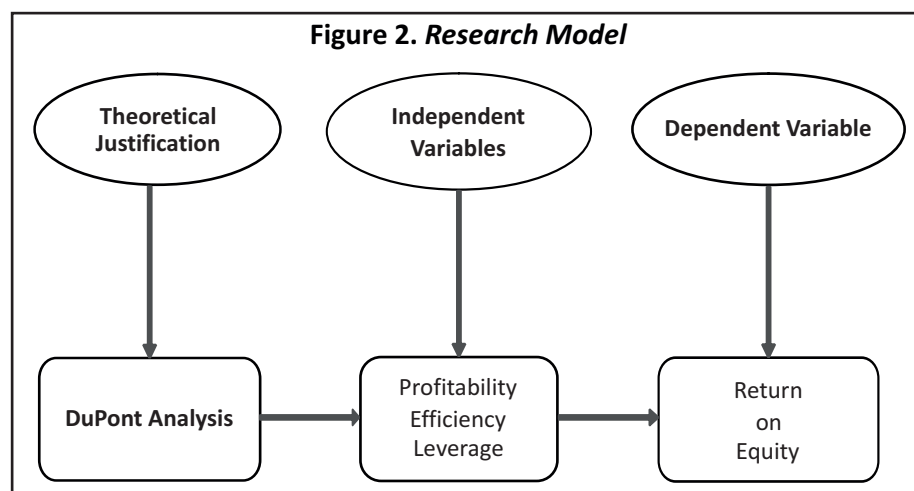 Figure 2. Research Model
Theoretical
Justification
Independent
Variables
Dependent Variable
DuPont Analysis
Profitability
Efficiency
Leverage
Return
on
Equity